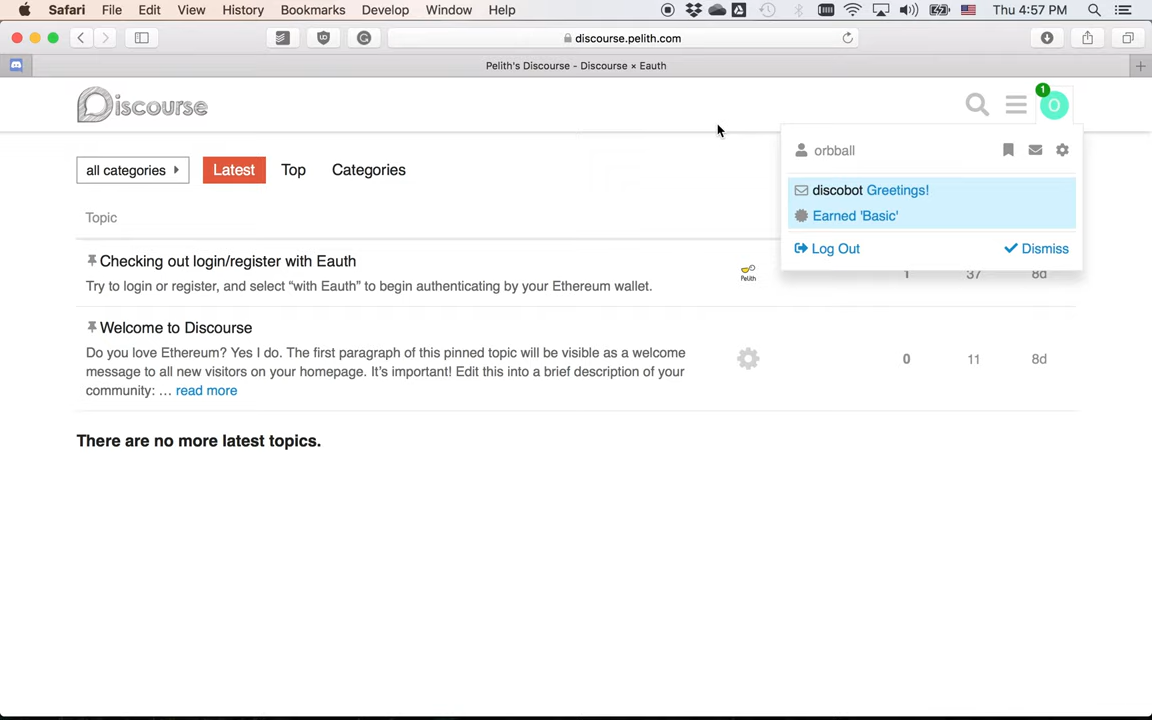 Safari File Edit View History Bookmarks Develop Window Help Thu 4:57 PM
discourse.pelith.com
Pelith's Discourse - Discourse × Eauth
Discourse
1
O
orbball
discobot Greetings!
Earned 'Basic'
Log Out Dismiss
all categories Latest Top Categories
Topic
Checking out login/register with Eauth
Try to login or register, and select “with Eauth” to begin authenticating by your Ethereum wallet.
Pelith
1 37 8d
Welcome to Discourse
Do you love Ethereum? Yes I do. The first paragraph of this pinned topic will be visible as a welcome
message to all new visitors on your homepage. It’s important! Edit this into a brief description of your
community: … read more
0 11 8d
There are no more latest topics.